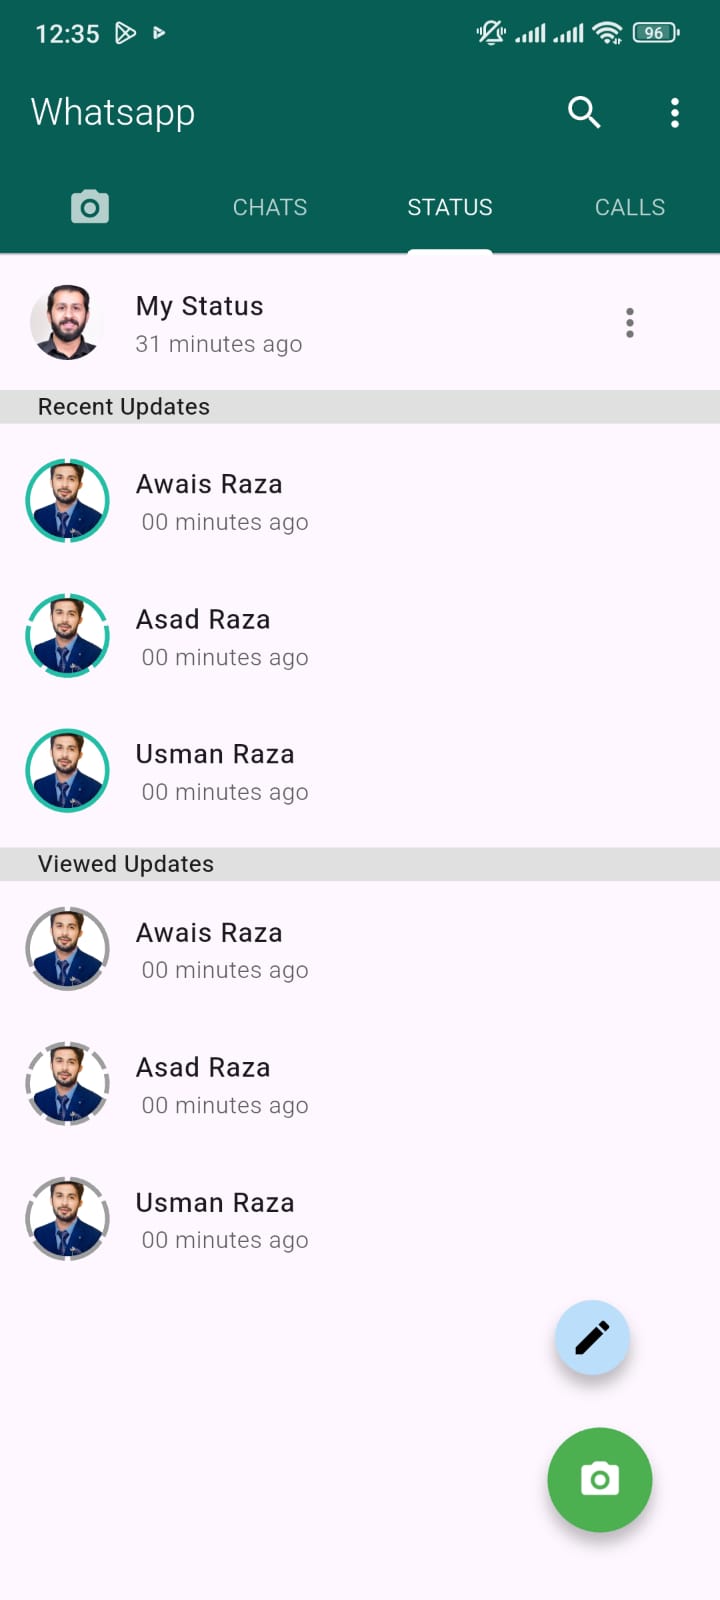 12:35
96
Whatsapp
CHATS STATUS CALLS
My Status
31 minutes ago
Recent Updates
Awais Raza
00 minutes ago
Asad Raza
00 minutes ago
Usman Raza
00 minutes ago
Viewed Updates
Awais Raza
00 minutes ago
Asad Raza
00 minutes ago
Usman Raza
00 minutes ago